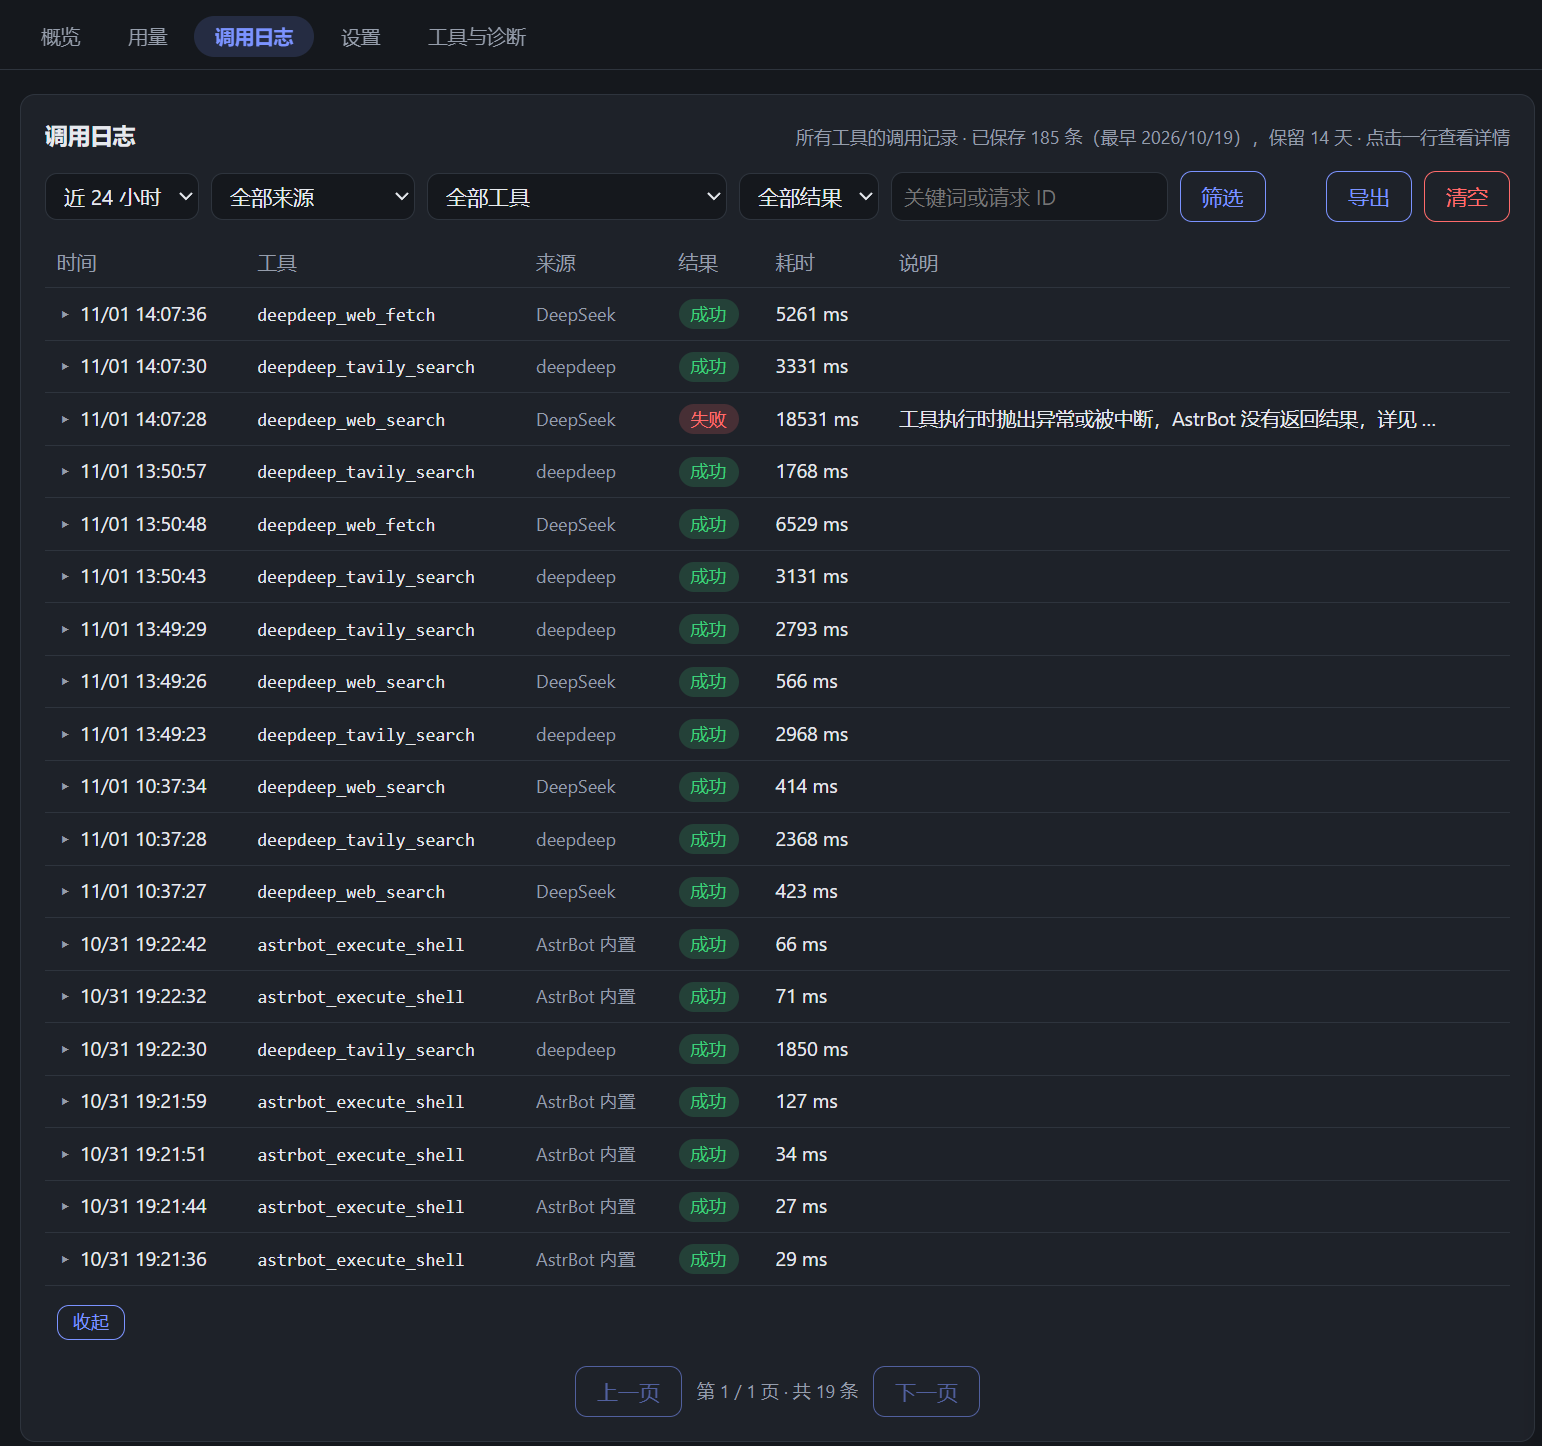 概览 用量 调用日志 设置 工具与诊断
调用日志 所有工具的调用记录 · 已保存 185 条（最早 2026/10/19），保留 14 天 · 点击一行查看详情
近 24 小时 全部来源 全部工具 全部结果 关键词或请求 ID 筛选 导出 清空
时间 工具 来源 结果 耗时 说明
▸ 11/01 14:07:36 deepdeep_web_fetch DeepSeek 成功 5261 ms
▸ 11/01 14:07:30 deepdeep_tavily_search deepdeep 成功 3331 ms
▸ 11/01 14:07:28 deepdeep_web_search DeepSeek 失败 18531 ms 工具执行时抛出异常或被中断，AstrBot 没有返回结果，详见 ...
▸ 11/01 13:50:57 deepdeep_tavily_search deepdeep 成功 1768 ms
▸ 11/01 13:50:48 deepdeep_web_fetch DeepSeek 成功 6529 ms
▸ 11/01 13:50:43 deepdeep_tavily_search deepdeep 成功 3131 ms
▸ 11/01 13:49:29 deepdeep_tavily_search deepdeep 成功 2793 ms
▸ 11/01 13:49:26 deepdeep_web_search DeepSeek 成功 566 ms
▸ 11/01 13:49:23 deepdeep_tavily_search deepdeep 成功 2968 ms
▸ 11/01 10:37:34 deepdeep_web_search DeepSeek 成功 414 ms
▸ 11/01 10:37:28 deepdeep_tavily_search deepdeep 成功 2368 ms
▸ 11/01 10:37:27 deepdeep_web_search DeepSeek 成功 423 ms
▸ 10/31 19:22:42 astrbot_execute_shell AstrBot 内置 成功 66 ms
▸ 10/31 19:22:32 astrbot_execute_shell AstrBot 内置 成功 71 ms
▸ 10/31 19:22:30 deepdeep_tavily_search deepdeep 成功 1850 ms
▸ 10/31 19:21:59 astrbot_execute_shell AstrBot 内置 成功 127 ms
▸ 10/31 19:21:51 astrbot_execute_shell AstrBot 内置 成功 34 ms
▸ 10/31 19:21:44 astrbot_execute_shell AstrBot 内置 成功 27 ms
▸ 10/31 19:21:36 astrbot_execute_shell AstrBot 内置 成功 29 ms
收起
上一页 第 1 / 1 页 · 共 19 条 下一页